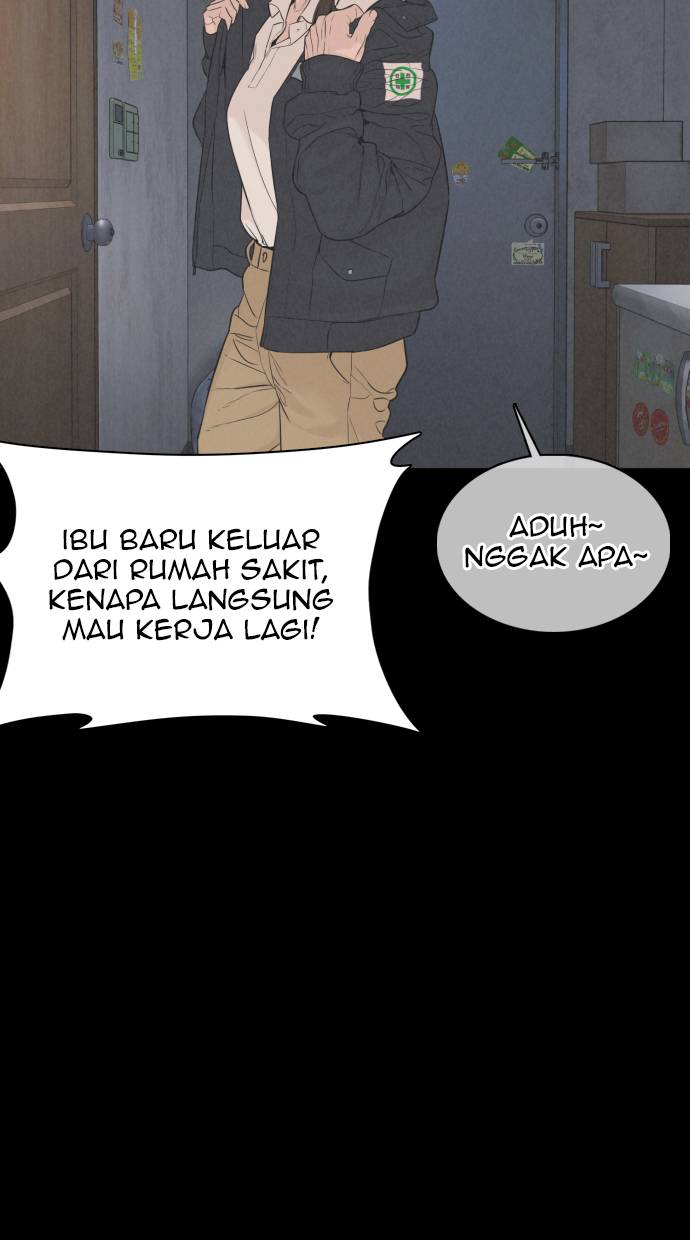 IBU BARU KELUAR
DARI RUMAH SAKIT,
KENAPA LANGSUNG
MAU KERJA LAGI!
ADUH~
NGGAK APA~